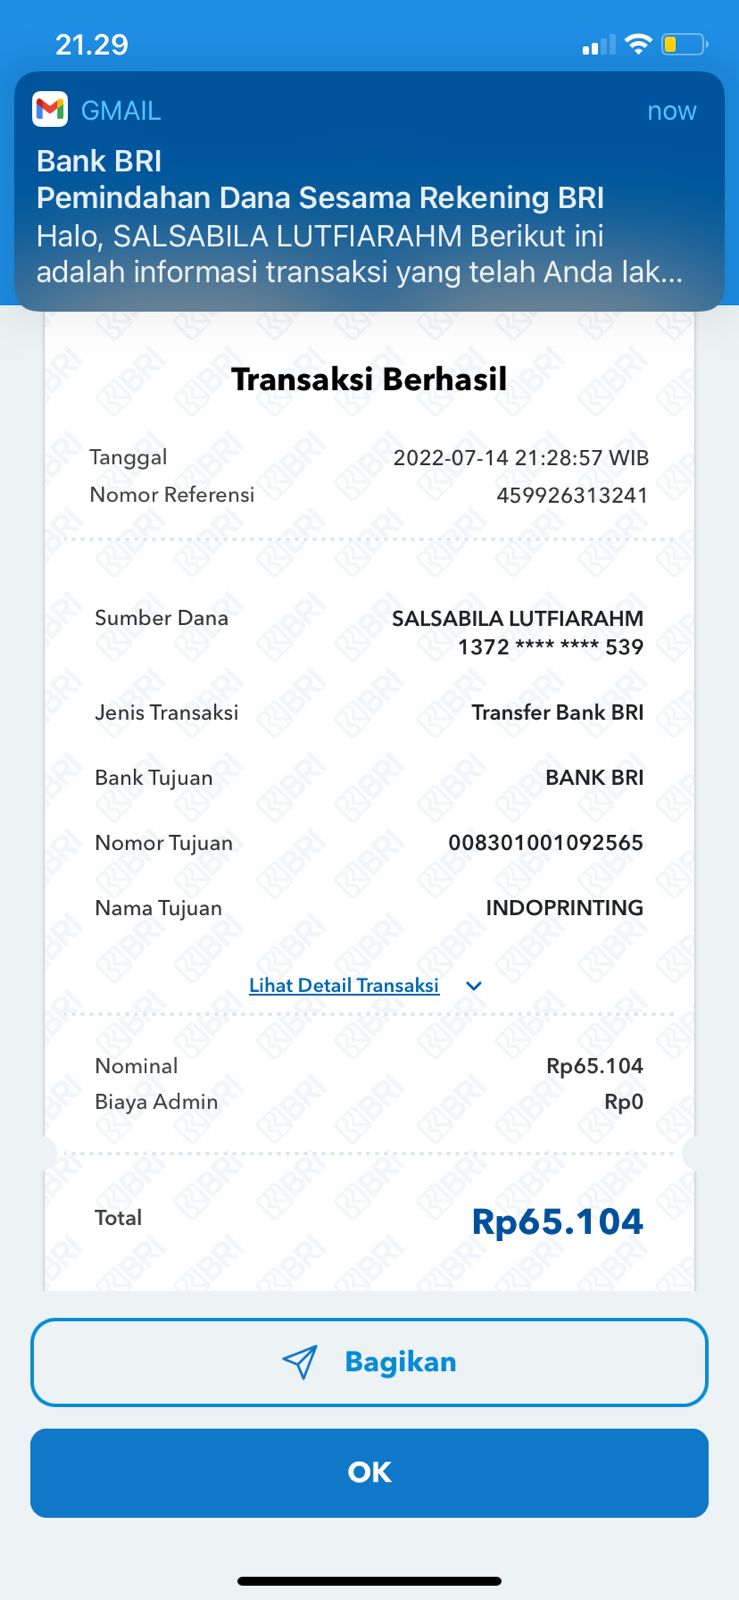 21.29
GMAIL now
Bank BRI
Pemindahan Dana Sesama Rekening BRI
Halo, SALSABILA LUTFIARAHM Berikut ini
adalah informasi transaksi yang telah Anda lak...
Transaksi Berhasil
Tanggal 2022-07-14 21:28:57 WIB
Nomor Referensi 459926313241
Sumber Dana SALSABILA LUTFIARAHM
1372 **** **** 539
Jenis Transaksi Transfer Bank BRI
Bank Tujuan BANK BRI
Nomor Tujuan 008301001092565
Nama Tujuan INDOPRINTING
Lihat Detail Transaksi
Nominal Rp65.104
Biaya Admin Rp0
Total Rp65.104
Bagikan
OK